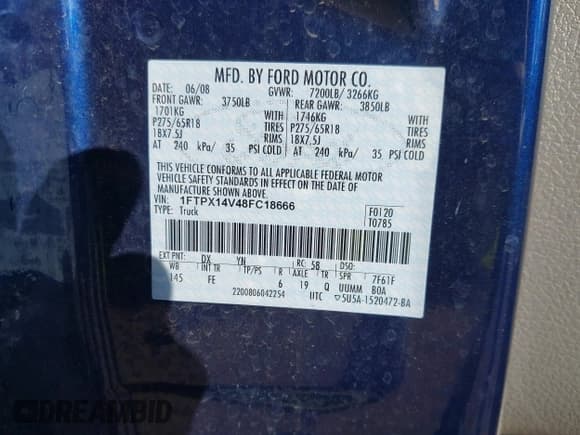 MFD. BY FORD MOTOR CO.
DATE: 06/08 GVWR: 7200LB/ 3266KG
FRONT GAWR: 3750LB REAR GAWR: 3850LB
1701KG WITH 1746KG WITH
P275/65R18 TIRES P275/65R18 TIRES
18X7.5J RIMS 18X7.5J RIMS
AT 240 kPa/ 35 PSI COLD AT 240 kPa/ 35 PSI COLD
THIS VEHICLE CONFORMS TO ALL APPLICABLE FEDERAL MOTOR
VEHICLE SAFETY STANDARDS IN EFFECT ON THE DATE OF
MANUFACTURE SHOWN ABOVE.
VIN: 1FTPX14V48FC18666 F0120
TYPE: Truck T0785
EXT PNT: DX YN RC: 58 DSO:
WB INT TR TP/PS R AXLE TR SPR 7F61F
145 FE 6 19 Q UUMM BOA
2200806042254 UTC ▽5U5A-1520472-BA
DREAMBID